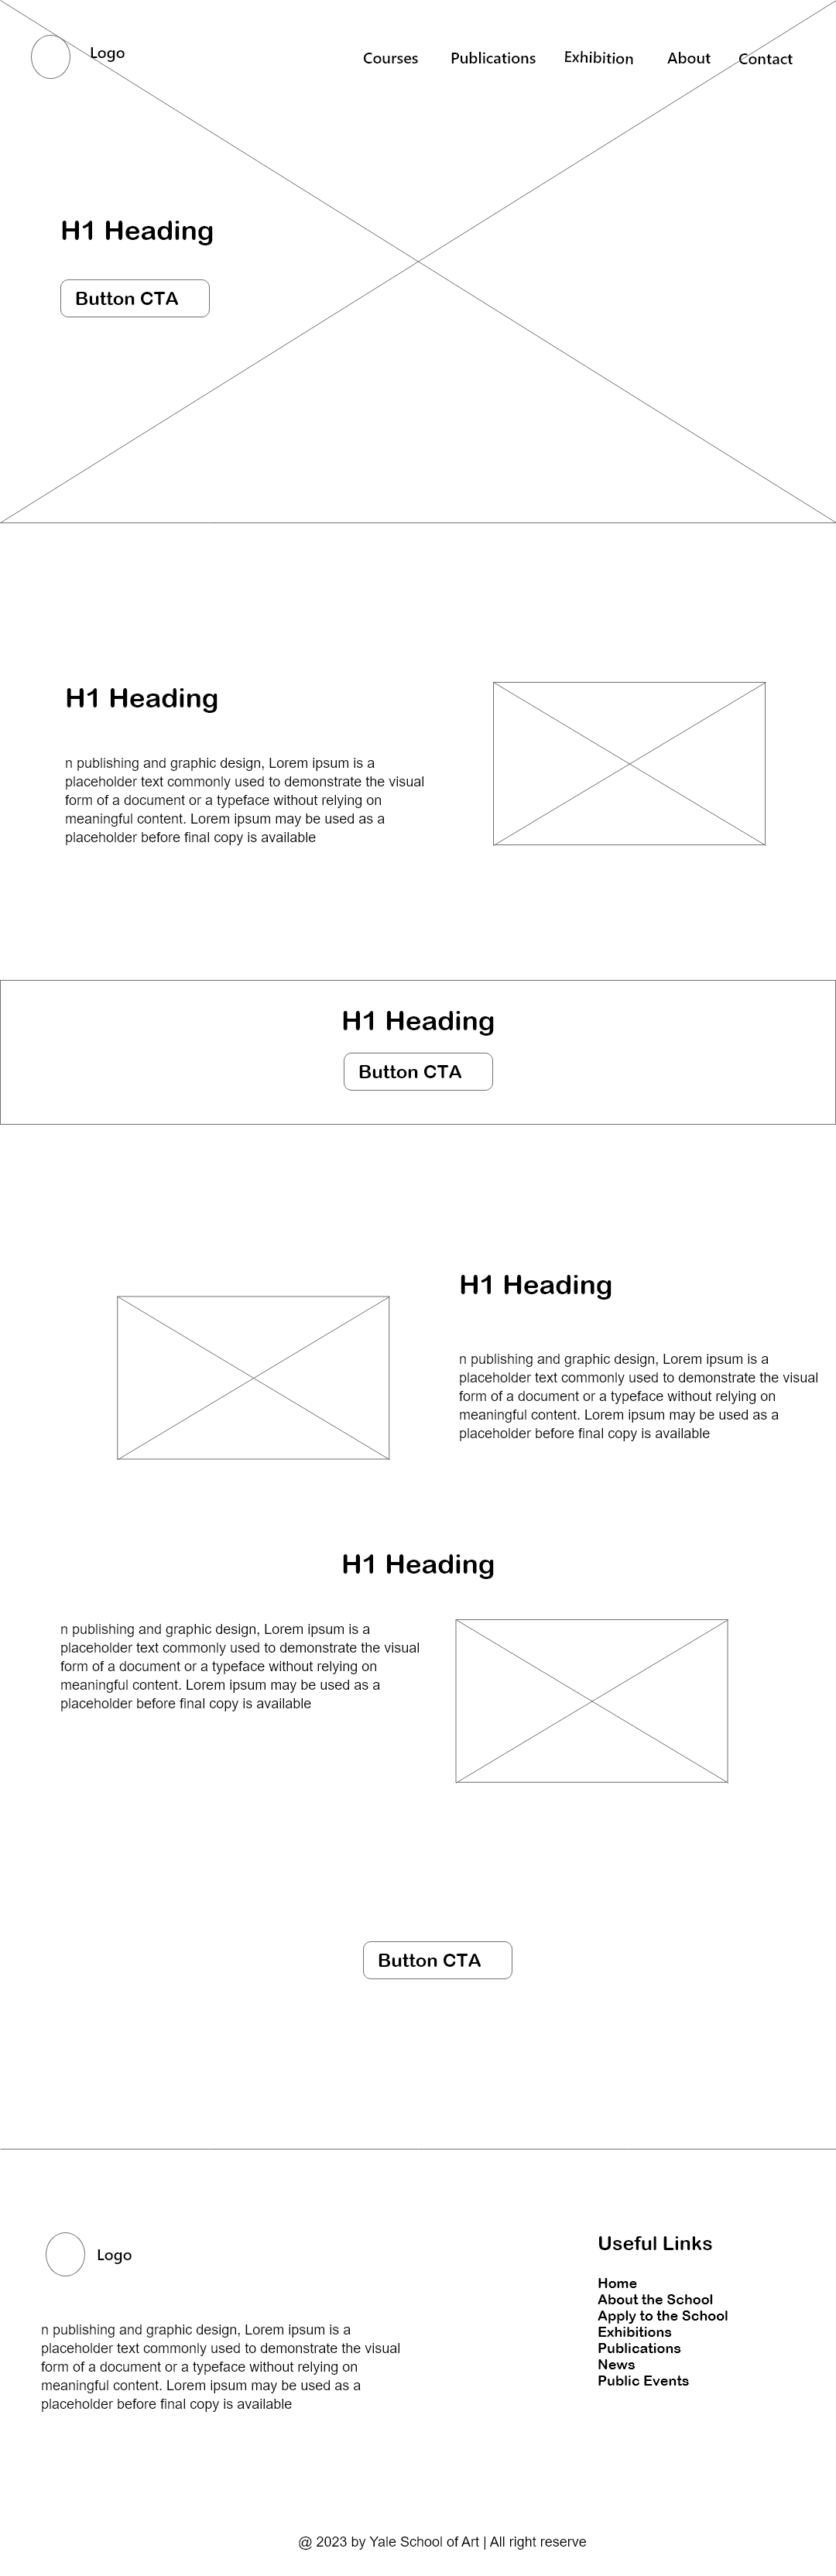 Logo
Courses
Publications
Exhibition
About
Contact
H1 Heading
Button CTA
H1 Heading
n publishing and graphic design, Lorem ipsum is a
placeholder text commonly used to demonstrate the visual
form of a document or a typeface without relying on
meaningful content. Lorem ipsum may be used as a
placeholder before final copy is available
H1 Heading
Button CTA
H1 Heading
n publishing and graphic design, Lorem ipsum is a
placeholder text commonly used to demonstrate the visual
form of a document or a typeface without relying on
meaningful content. Lorem ipsum may be used as a
placeholder before final copy is available
H1 Heading
n publishing and graphic design, Lorem ipsum is a
placeholder text commonly used to demonstrate the visual
form of a document or a typeface without relying on
meaningful content. Lorem ipsum may be used as a
placeholder before final copy is available
Button CTA
Logo
n publishing and graphic design, Lorem ipsum is a
placeholder text commonly used to demonstrate the visual
form of a document or a typeface without relying on
meaningful content. Lorem ipsum may be used as a
placeholder before final copy is available
Useful Links
Home
About the School
Apply to the School
Exhibitions
Publications
News
Public Events
@ 2023 by Yale School of Art | All right reserve